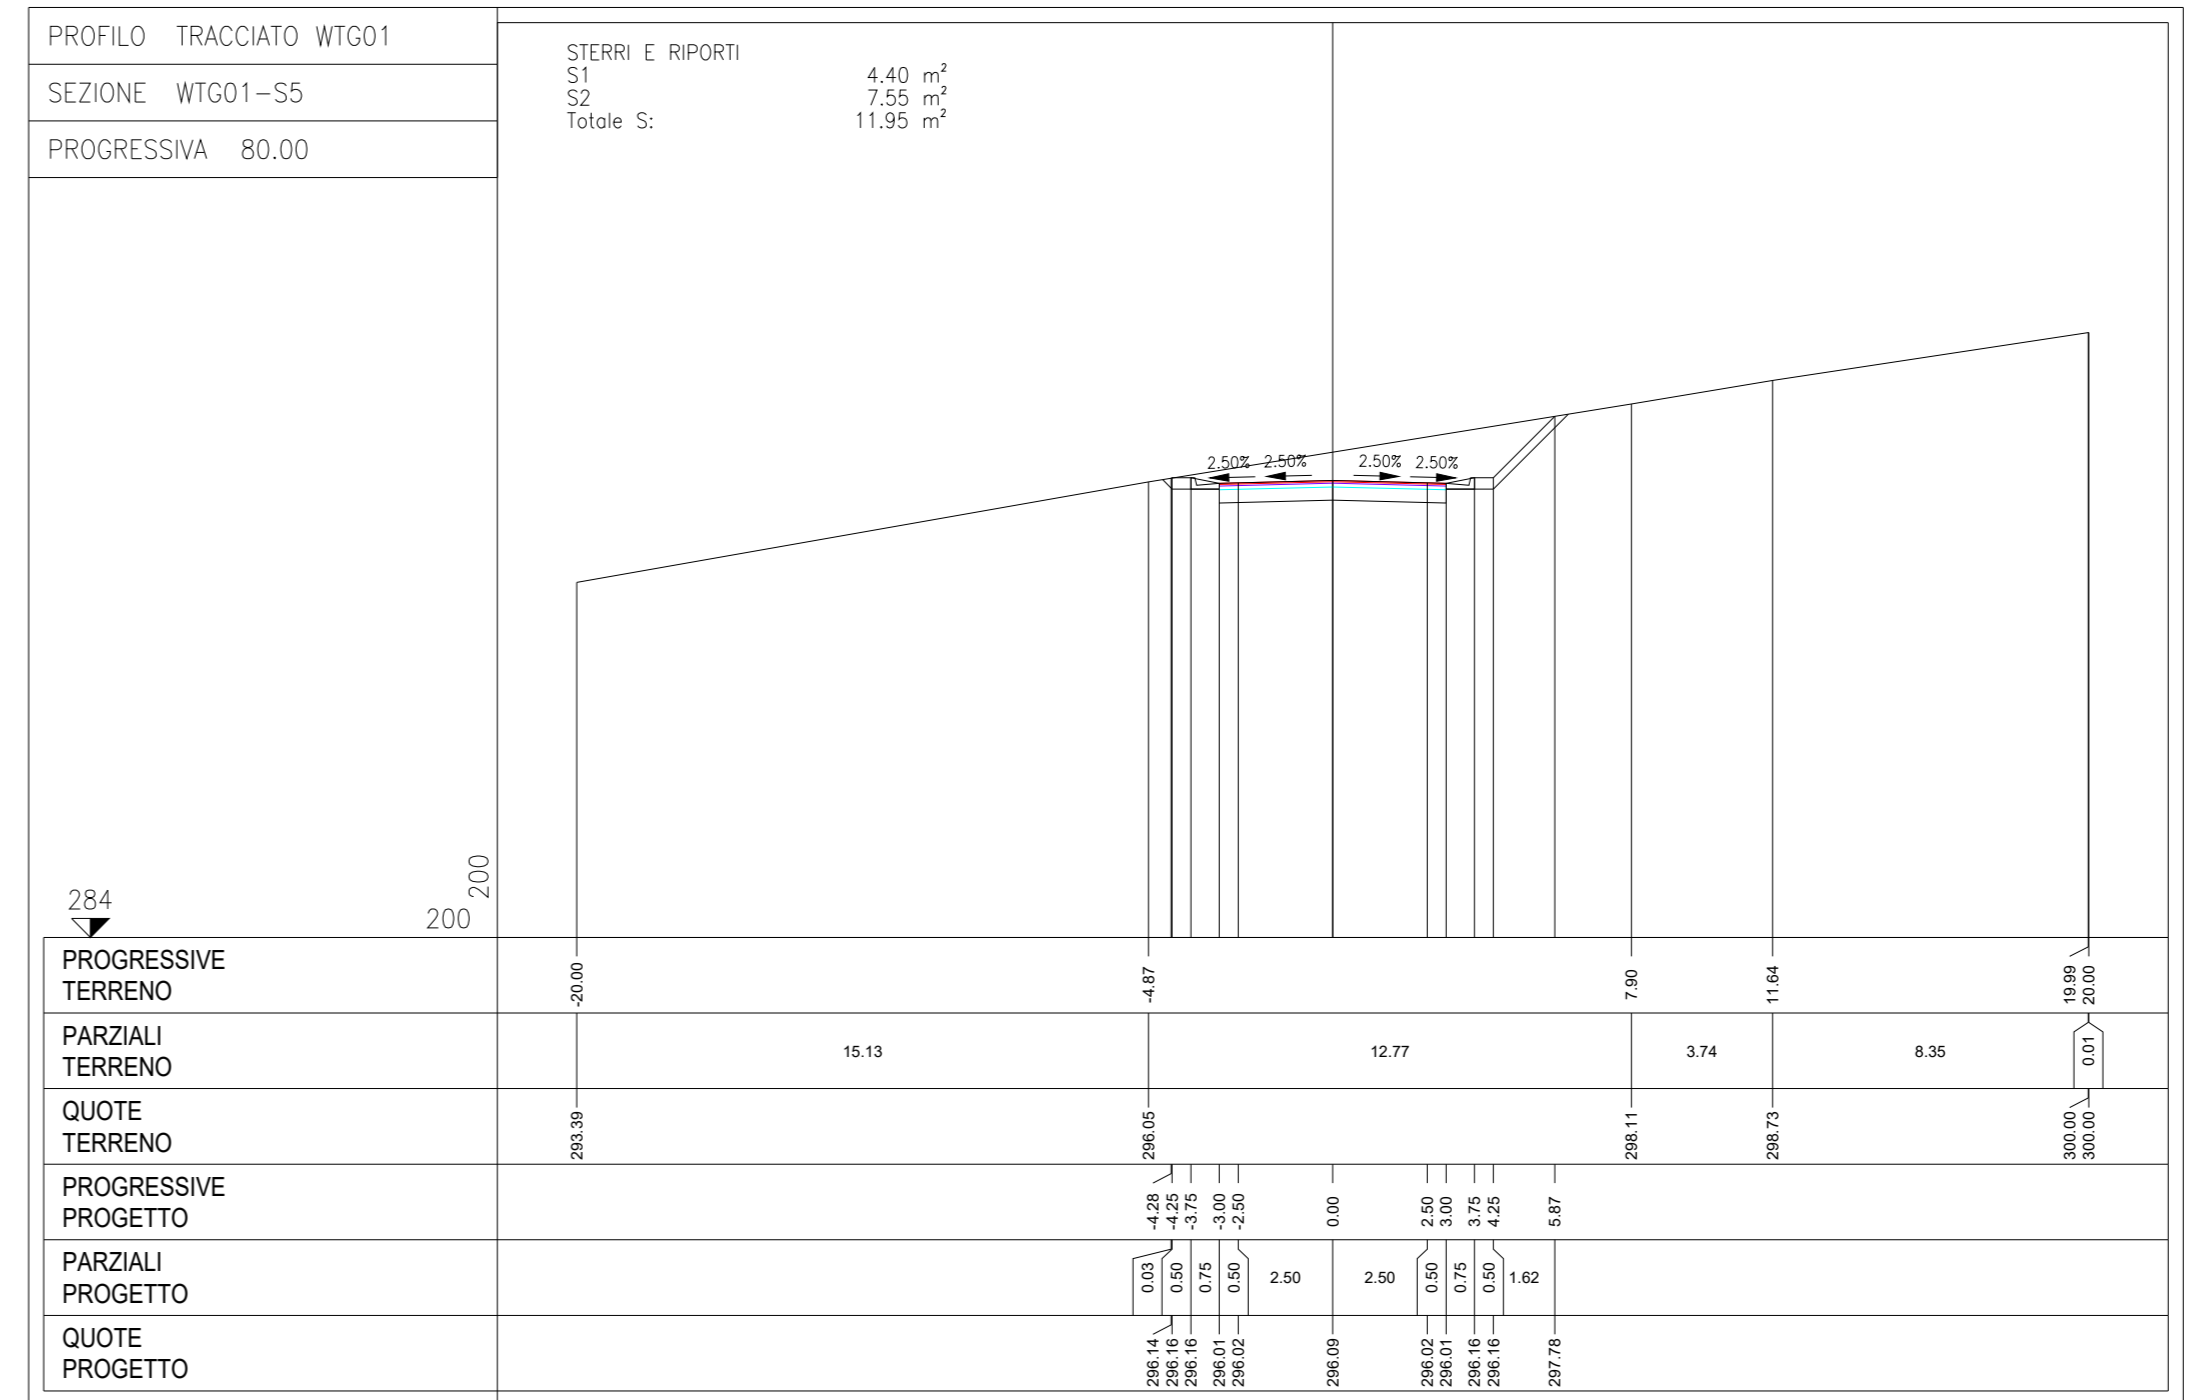 PROFILO TRACCIATO WTG01
SEZIONE WTG01-S5
PROGRESSIVA 80.00
STERRI E RIPORTI
S1 4.40 m²
S2 7.55 m²
Totale S: 11.95 m²
2.50% 2.50% 2.50% 2.50%
284
200
200
PROGRESSIVE
TERRENO
-20.00 -4.87 7.90 11.64 19.99 20.00
PARZIALI
TERRENO
15.13 12.77 3.74 8.35 0.01
QUOTE
TERRENO
293.39 296.05 298.11 298.73 300.00 300.00
PROGRESSIVE
PROGETTO
-4.28 -4.25 -3.75 -3.00 -2.50 0.00 2.50 3.00 3.75 4.25 5.87
PARZIALI
PROGETTO
0.03 0.50 0.75 0.50 2.50 2.50 0.50 0.75 0.50 1.62
QUOTE
PROGETTO
296.14 296.16 296.16 296.01 296.02 296.09 296.02 296.01 296.16 296.16 297.78